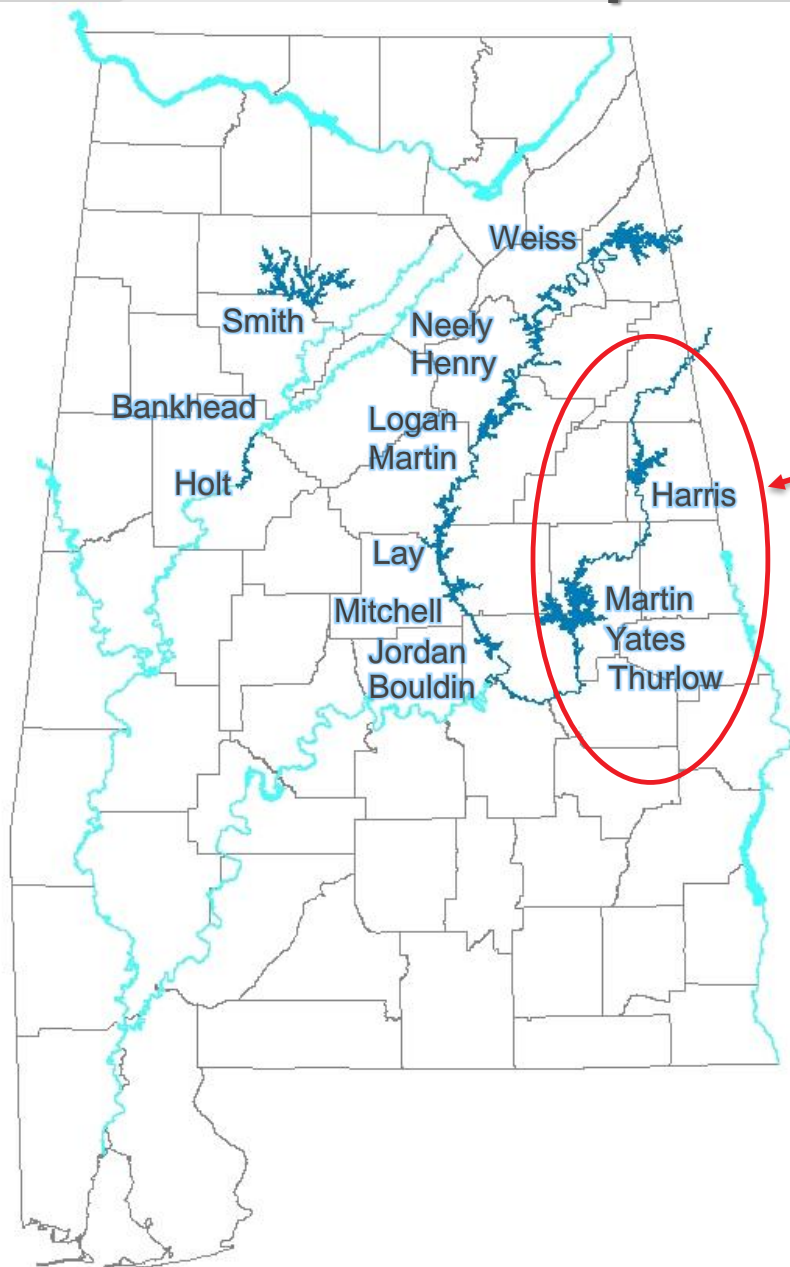 Weiss
Smith
Neely
Henry
Bankhead
Logan
Martin
Holt
Harris
Lay
Mitchell
Martin
Yates
Jordan
Thurlow
Bouldin